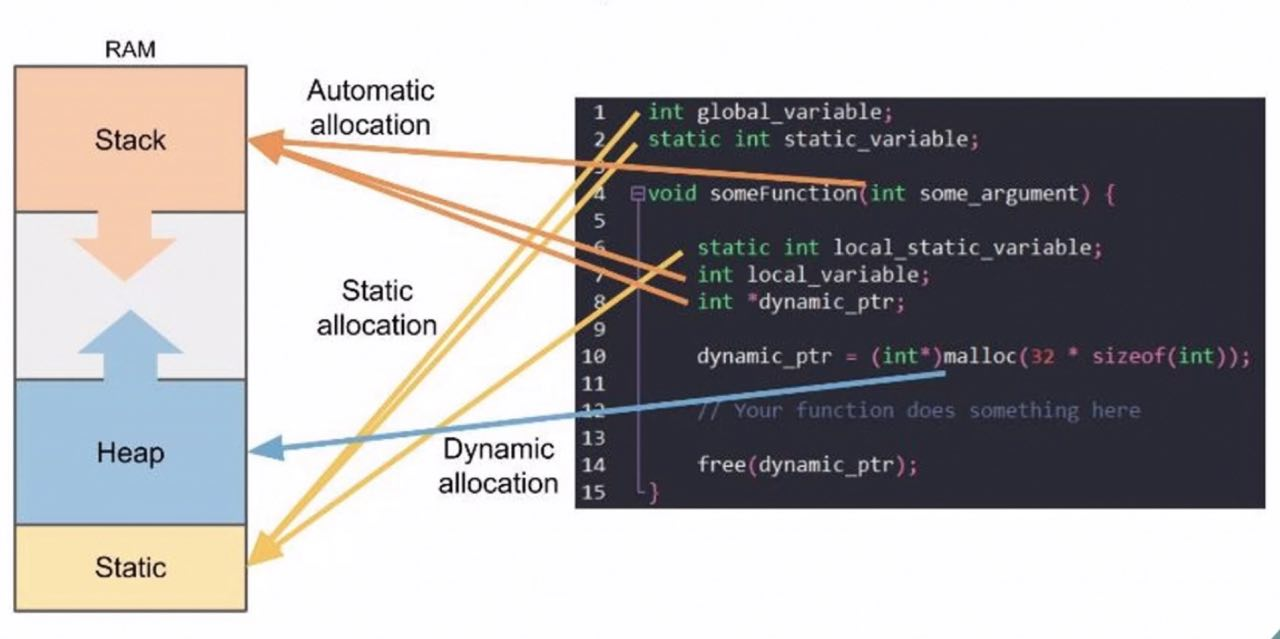 RAM
Stack
Heap
Static
Automatic
allocation
Static
allocation
Dynamic
allocation
1 int global_variable;
2 static int static_variable;
3
4 void someFunction(int some_argument) {
5
6 static int local_static_variable;
7 int local_variable;
8 int *dynamic_ptr;
9
10 dynamic_ptr = (int*)malloc(32 * sizeof(int));
11
12 // Your function does something here
13
14 free(dynamic_ptr);
15 }